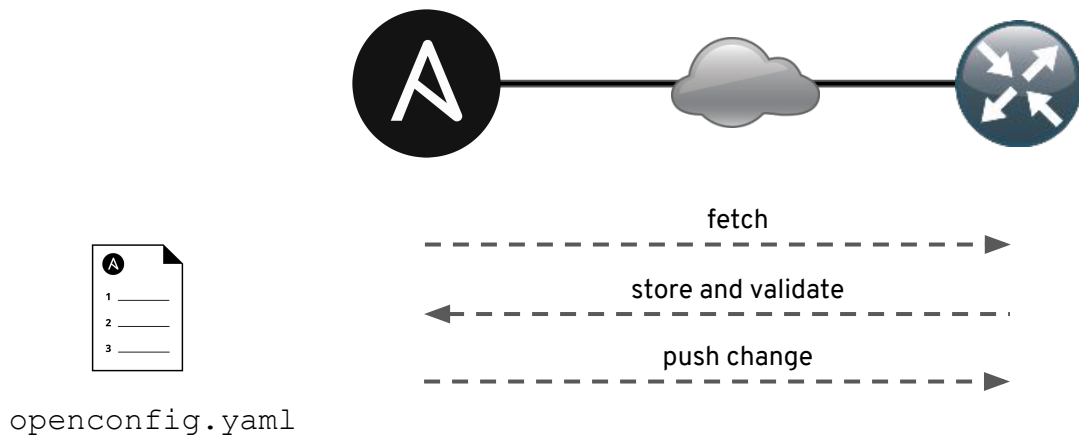 fetch
store and validate
push change
1
2
3
openconfig.yaml